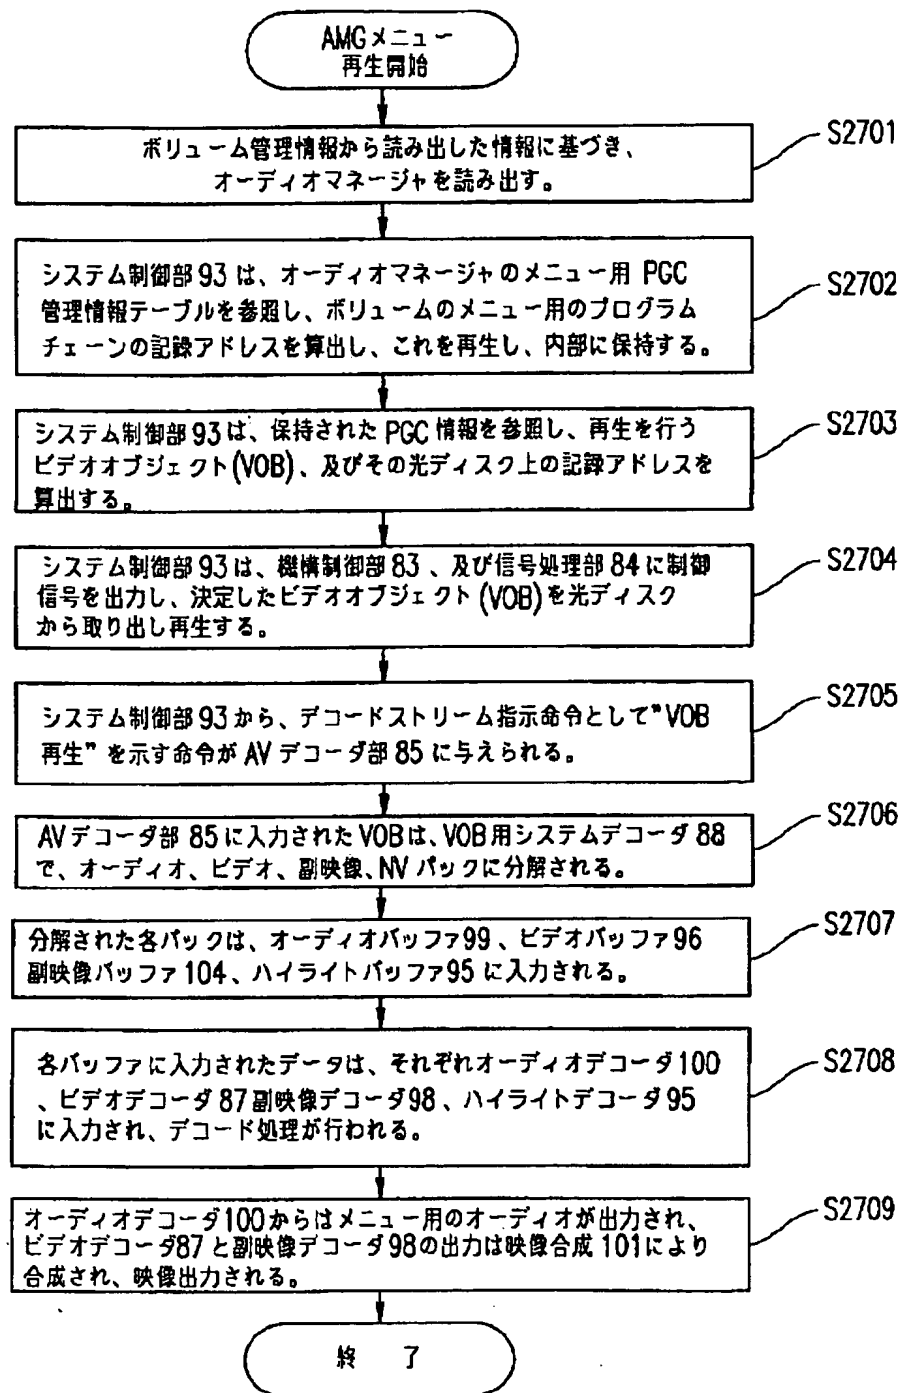 AMGメニュー
再生開始
ボリューム管理情報から読み出した情報に基づき、
オーディオマネージャを読み出す。
S2701
システム制御部93は、オーディオマネージャのメニュー用 PGC
管理情報テーブルを参照し、ボリュームのメニュー用のプログラム
チェーンの記録アドレスを算出し、これを再生し、内部に保持する。
S2702
システム制御部93は、保持されたPGC情報を参照し、再生を行う
ビデオオブジェクト(VOB)、及びその光ディスク上の記録アドレスを
算出する。
S2703
システム制御部93は、機構制御部83、及び信号処理部84に制御
信号を出力し、決定したビデオオブジェクト(VOB)を光ディスク
から取り出し再生する。
S2704
システム制御部93から、デコードストリーム指示命令として"VOB
再生"を示す命令がAVデコーダ部85に与えられる。
S2705
AVデコーダ部85に入力されたVOBは、VOB用システムデコーダ88
で、オーディオ、ビデオ、副映像、NVパックに分解される。
S2706
分解された各パックは、オーディオバッファ99、ビデオバッファ96
副映像バッファ104、ハイライトバッファ95に入力される。
S2707
各バッファに入力されたデータは、それぞれオーディオデコーダ100
、ビデオデコーダ87副映像デコーダ98、ハイライトデコーダ95
に入力され、デコード処理が行われる。
S2708
オーディオデコーダ100からはメニュー用のオーディオが出力され、
ビデオデコーダ87と副映像デコーダ98の出力は映像合成101により
合成され、映像出力される。
S2709
終 了